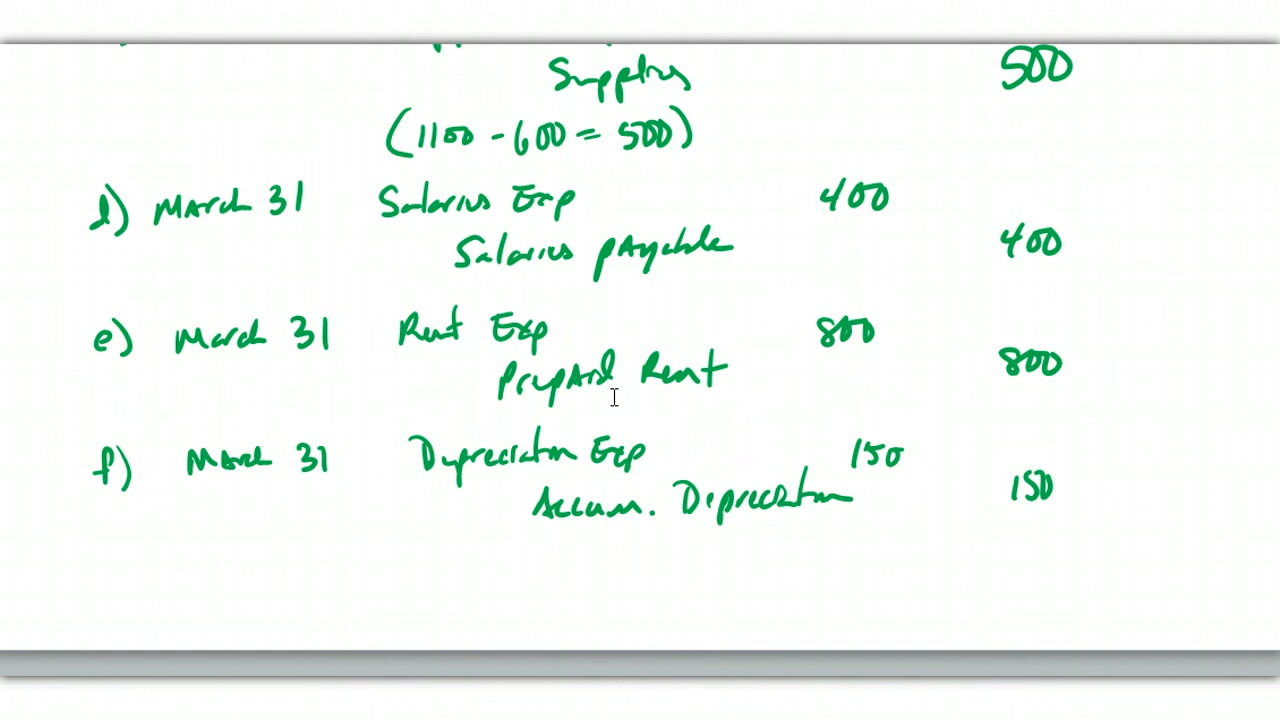 Supplies 500
(1100 - 600 = 500)
d) March 31 Salaries Exp 400
Salaries payable 400
e) March 31 Rent Exp 800
Prepaid Rent 800
f) March 31 Depreciation Exp 150
Accum. Depreciation 150